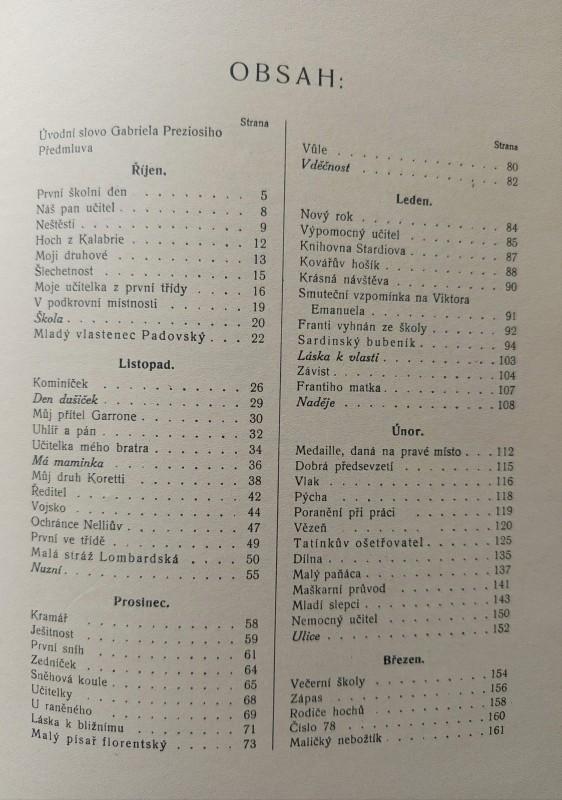 OBSAH:
Strana
Úvodní slovo Gabriela Preziosiho
Předmluva
Říjen.
První školní den . . . . . . . . 5
Náš pan učitel . . . . . . . . . 8
Neštěstí . . . . . . . . . . . 9
Hoch z Kalabrie . . . . . . . . 12
Moji druhové . . . . . . . . . 13
Šlechetnost . . . . . . . . . . 15
Moje učitelka z první třídy . . . . 16
V podkrovní místnosti . . . . . . 19
Škola . . . . . . . . . . . . 20
Mladý vlastenec Padovský . . . 22
Listopad.
Kominíček . . . . . . . . . . 26
Den dušiček . . . . . . . . . . 29
Můj přítel Garrone . . . . . . . 30
Uhlíř a pán . . . . . . . . . . 32
Učitelka mého bratra . . . . . . 34
Má maminka . . . . . . . . . . 36
Můj druh Koretti . . . . . . . . 38
Ředitel . . . . . . . . . . . 42
Vojsko . . . . . . . . . . . 44
Ochránce Nelliův . . . . . . . . 47
První ve třídě . . . . . . . . . 49
Malá stráž Lombardská . . . . 50
Nuzní . . . . . . . . . . . . 55
Prosinec.
Kramář . . . . . . . . . . . 58
Ješitnost . . . . . . . . . . . 59
První sníh . . . . . . . . . . 61
Zedníček . . . . . . . . . . . 64
Sněhová koule . . . . . . . . . 65
Učitelky . . . . . . . . . . . 68
U raněného . . . . . . . . . . 69
Láska k bližnímu . . . . . . . . 71
Malý písař florentský . . . . . 73
Strana
Vůle . . . . . . . . . . . . 80
Vděčnost . . . . . . . . . . . 82
Leden.
Nový rok . . . . . . . . . . . 84
Výpomocný učitel . . . . . . . . 85
Knihovna Stardiova . . . . . . . 87
Kovářův hošík . . . . . . . . . 88
Krásná návštěva . . . . . . . . 90
Smuteční vzpomínka na Viktora
Emanuela . . . . . . . . . . 91
Franti vyhnán ze školy . . . . . . 92
Sardinský bubeník . . . . . . . 94
Láska k vlasti . . . . . . . . . 103
Závist . . . . . . . . . . . . 104
Frantiho matka . . . . . . . . . 107
Naděje . . . . . . . . . . . . 108
Únor.
Medaille, daná na pravé místo . . . 112
Dobrá předsevzetí . . . . . . . . 115
Vlak . . . . . . . . . . . . 116
Pýcha . . . . . . . . . . . . 118
Poranění při práci . . . . . . . . 119
Vězeň . . . . . . . . . . . . 120
Tatínkův ošetřovatel . . . . . . 125
Dílna . . . . . . . . . . . . 135
Malý paňáca . . . . . . . . . . 137
Maškarní průvod . . . . . . . . 141
Mladí slepci . . . . . . . . . . 143
Nemocný učitel . . . . . . . . . 150
Ulice . . . . . . . . . . . . 152
Březen.
Večerní školy . . . . . . . . . 154
Zápas . . . . . . . . . . . . 156
Rodiče hochů . . . . . . . . . 158
Číslo 78 . . . . . . . . . . . 160
Maličký nebožtík . . . . . . . . 161